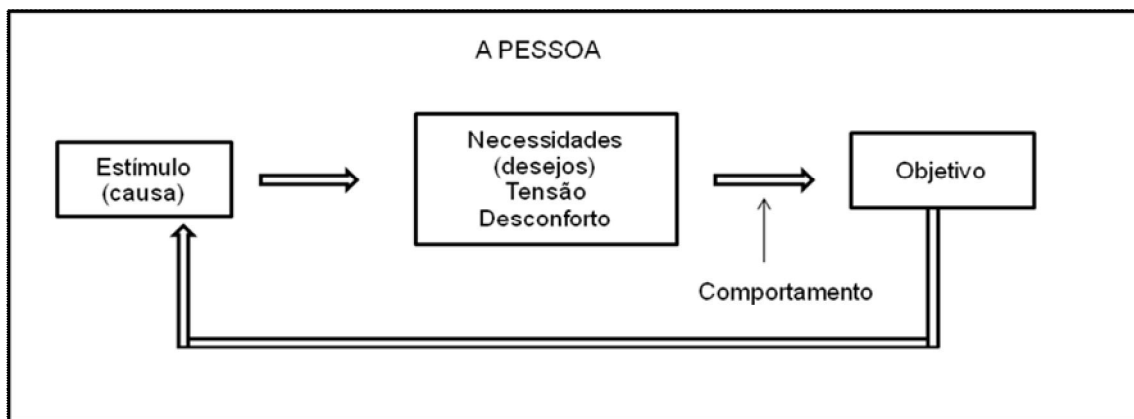 A PESSOA
Estímulo
(causa)
Necessidades
(desejos)
Tensão
Desconforto
Objetivo
Comportamento